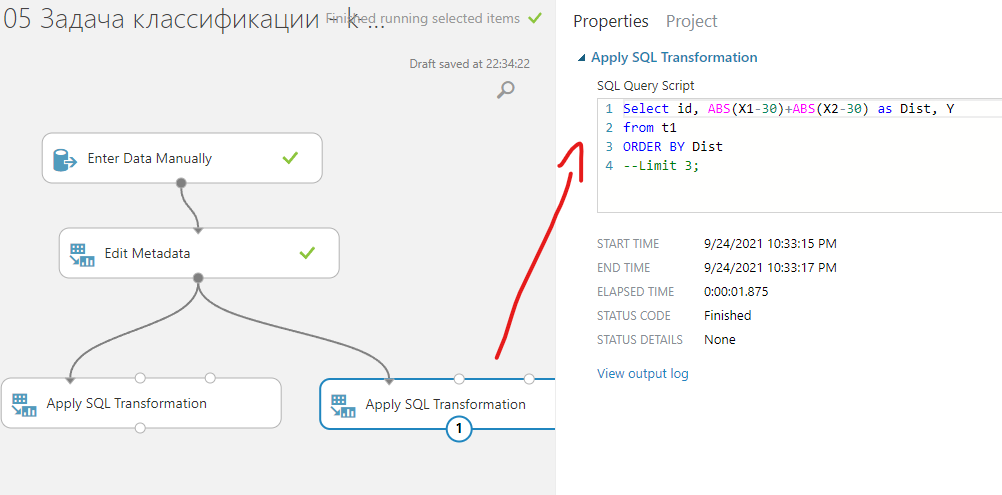 05 Задача классификации - k ...
Finished running selected items
Draft saved at 22:34:22
Enter Data Manually
Edit Metadata
Apply SQL Transformation
Apply SQL Transformation
1
Properties Project
Apply SQL Transformation
SQL Query Script
1 Select id, ABS(X1-30)+ABS(X2-30) as Dist, Y
2 from t1
3 ORDER BY Dist
4 --Limit 3;
START TIME 9/24/2021 10:33:15 PM
END TIME 9/24/2021 10:33:17 PM
ELAPSED TIME 0:00:01.875
STATUS CODE Finished
STATUS DETAILS None
View output log